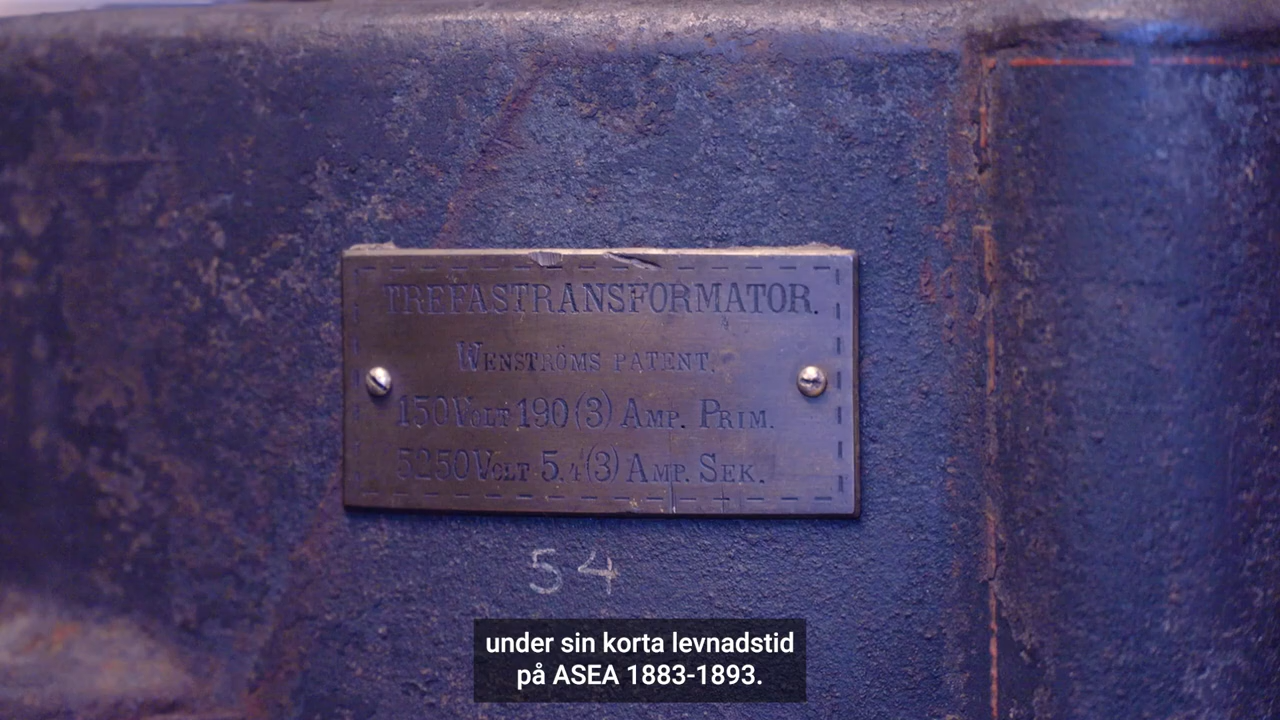 TREFASTRANSFORMATOR.
WENSTRÖMS PATENT.
150 VOLT 190 (3) AMP. PRIM.
5250 VOLT 5.4 (3) AMP. SEK.
54
under sin korta levnadstid
på ASEA 1883-1893.